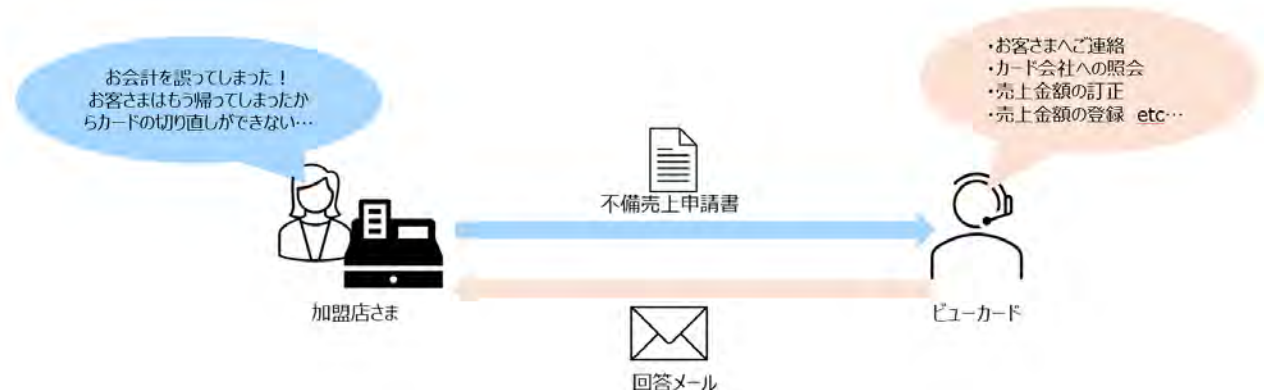 お会計を誤ってしまった！
お客さまはもう帰ってしまったか
らカードの切り直しができない…
・お客さまへご連絡
・カード会社への照会
・売上金額の訂正
・売上金額の登録 etc…
不備売上申請書
加盟店さま
ビューカード
回答メール